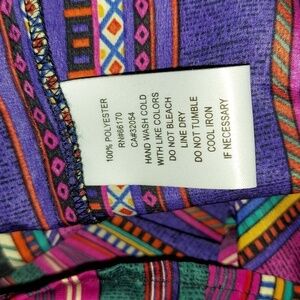 100% POLYESTER
RN#66170
CA#32054
HAND WASH COLD
WITH LIKE COLORS
DO NOT BLEACH
LINE DRY
DO NOT TUMBLE
COOL IRON
IF NECESSARY